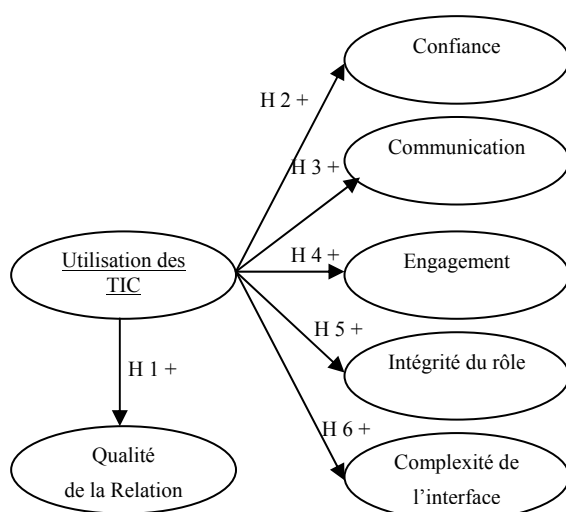 Confiance
H 2 +
Communication
H 3 +
Utilisation des
TIC
H 4 +
Engagement
H 5 +
Intégrité du rôle
H 1 +
H 6 +
Qualité
de la Relation
Complexité de
l’interface